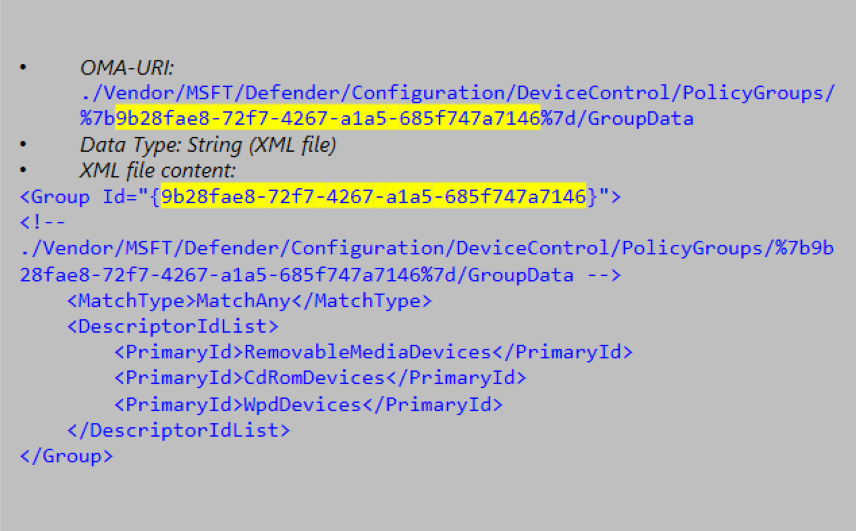 • OMA-URI:
./Vendor/MSFT/Defender/Configuration/DeviceControl/PolicyGroups/
%7b9b28fae8-72f7-4267-a1a5-685f747a7146%7d/GroupData
• Data Type: String (XML file)
• XML file content:
<Group Id="{9b28fae8-72f7-4267-a1a5-685f747a7146}">
<!--
./Vendor/MSFT/Defender/Configuration/DeviceControl/PolicyGroups/%7b9b
28fae8-72f7-4267-a1a5-685f747a7146%7d/GroupData -->
    <MatchType>MatchAny</MatchType>
    <DescriptorIdList>
        <PrimaryId>RemovableMediaDevices</PrimaryId>
        <PrimaryId>CdRomDevices</PrimaryId>
        <PrimaryId>WpdDevices</PrimaryId>
    </DescriptorIdList>
</Group>